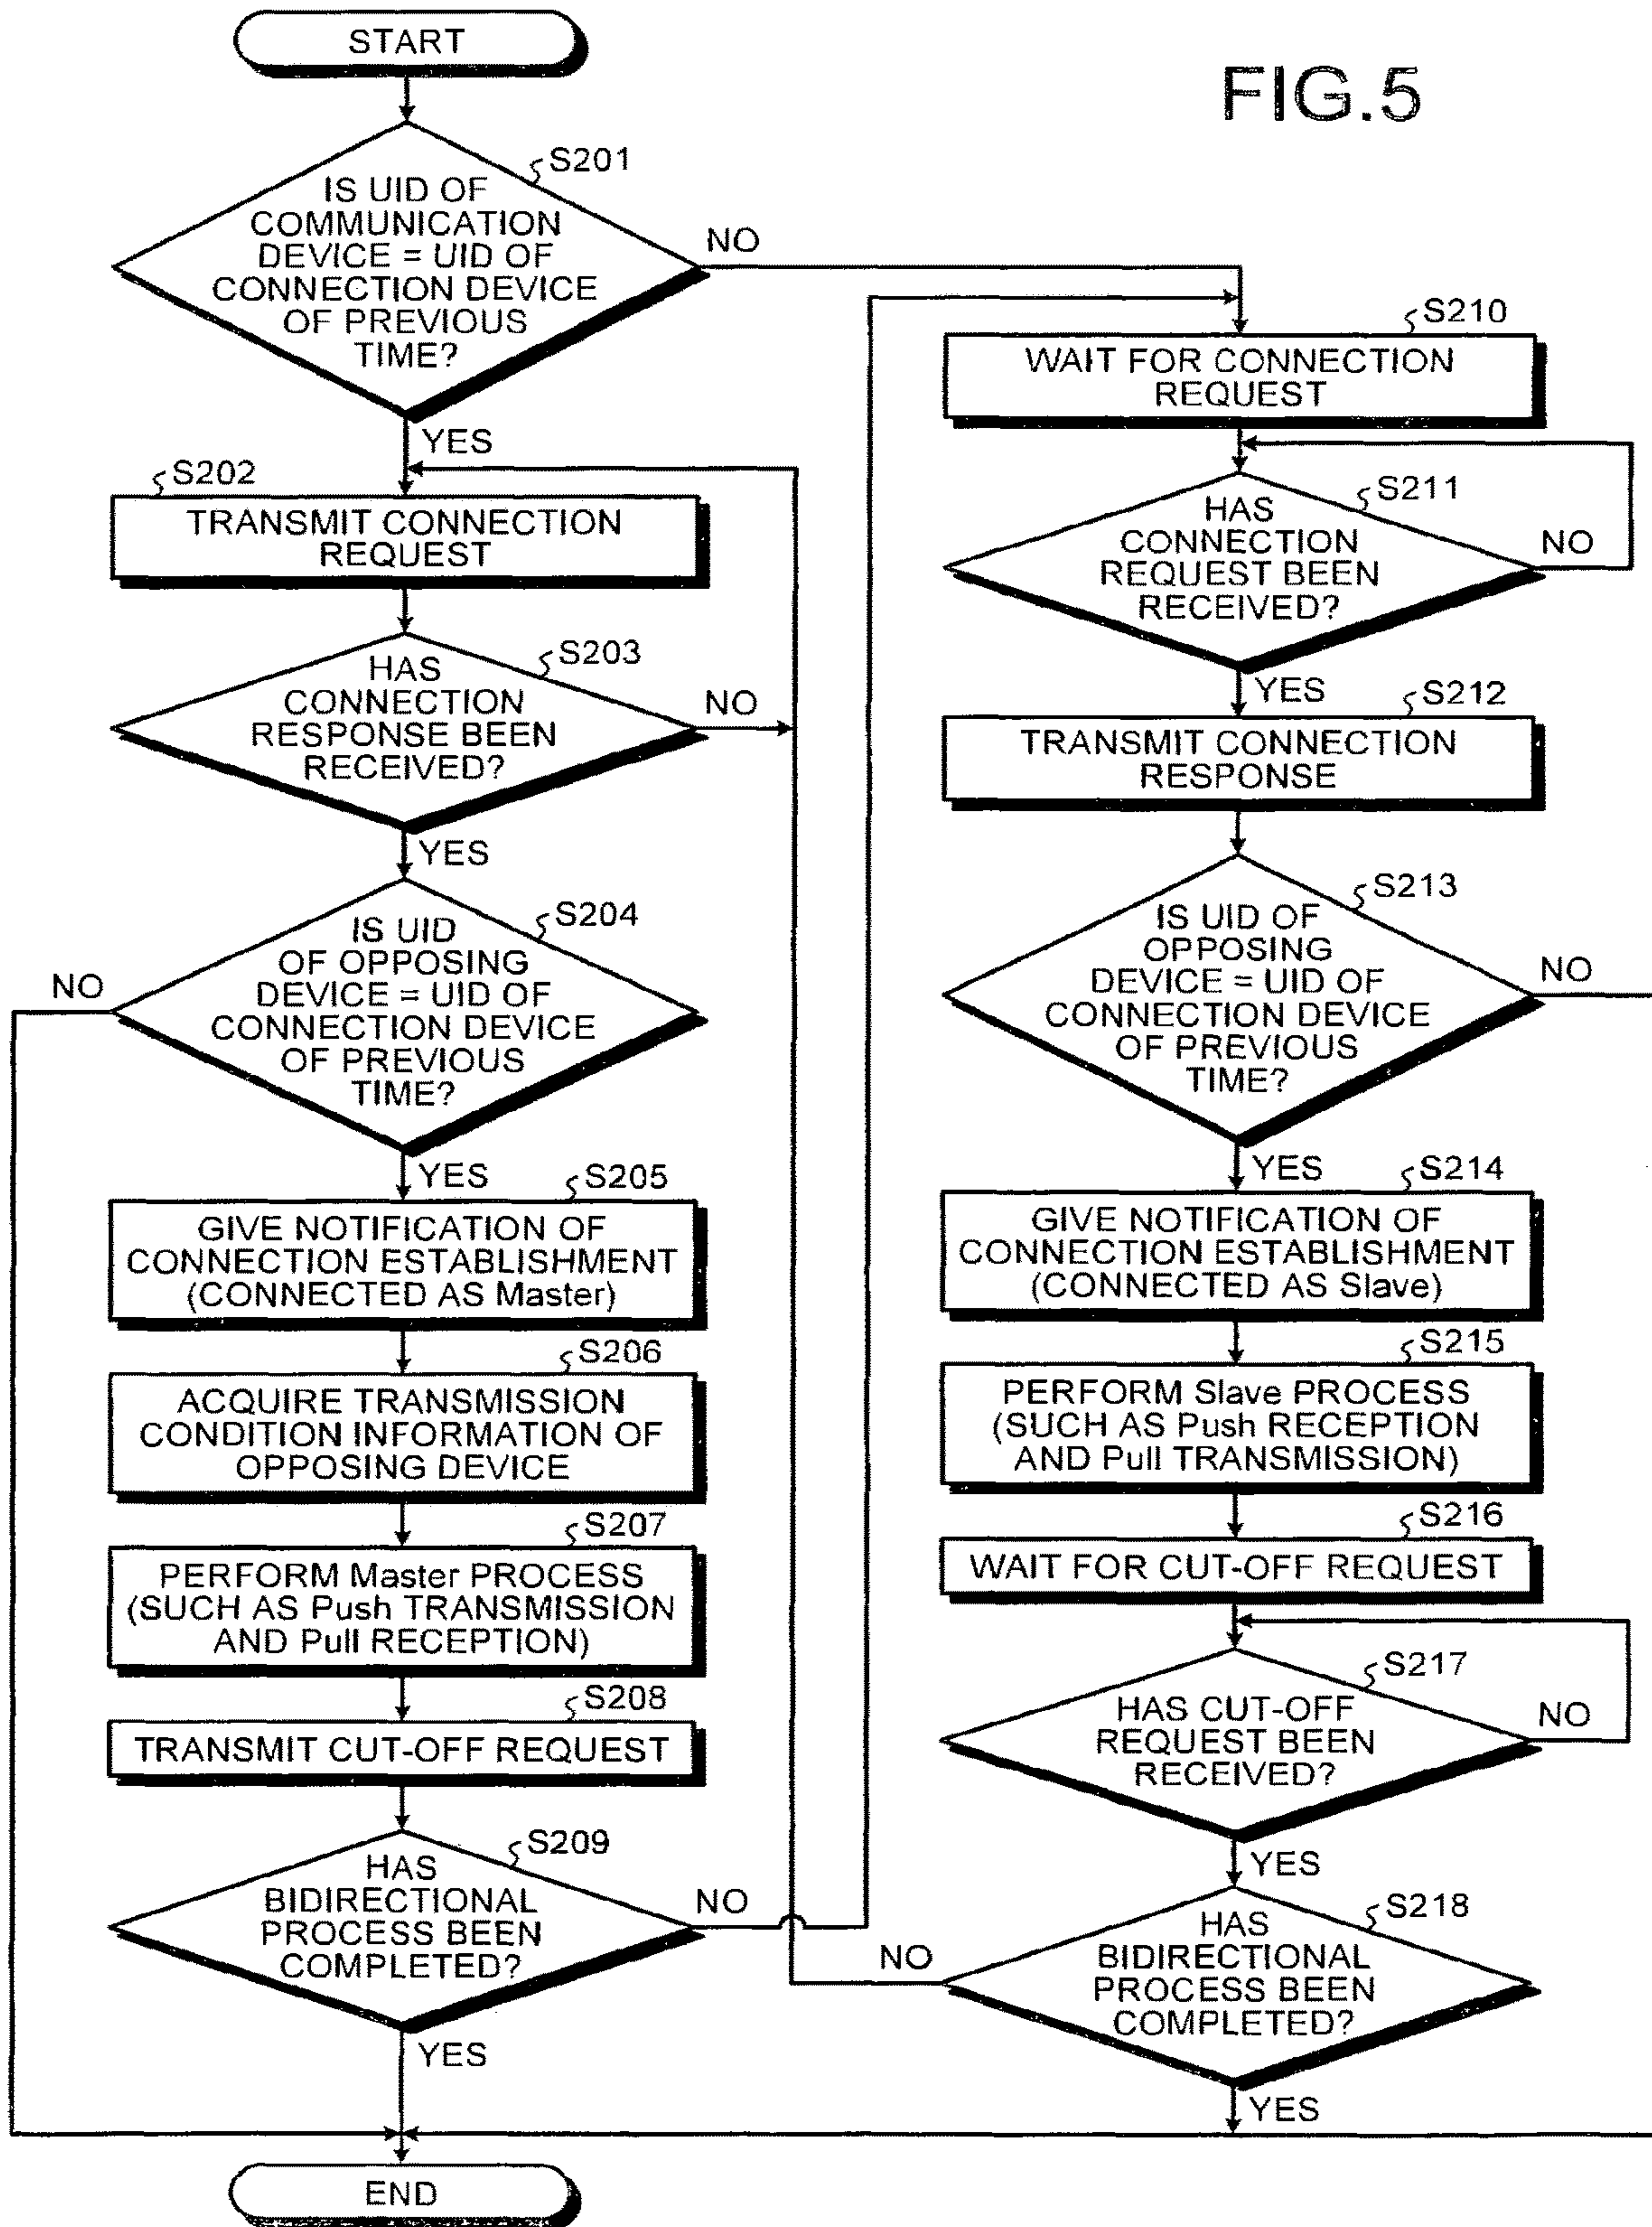 FIG.5
START
S201
IS UID OF
COMMUNICATION
DEVICE = UID OF
CONNECTION DEVICE
OF PREVIOUS
TIME?
NO
YES
S202
TRANSMIT CONNECTION
REQUEST
S203
HAS
CONNECTION
RESPONSE BEEN
RECEIVED?
NO
YES
S204
IS UID
OF OPPOSING
DEVICE = UID OF
CONNECTION DEVICE
OF PREVIOUS
TIME?
NO
YES
S205
GIVE NOTIFICATION OF
CONNECTION ESTABLISHMENT
(CONNECTED AS Master)
S206
ACQUIRE TRANSMISSION
CONDITION INFORMATION OF
OPPOSING DEVICE
S207
PERFORM Master PROCESS
(SUCH AS Push TRANSMISSION
AND Pull RECEPTION)
S208
TRANSMIT CUT-OFF REQUEST
S209
HAS
BIDIRECTIONAL
PROCESS BEEN
COMPLETED?
NO
YES
END
S210
WAIT FOR CONNECTION
REQUEST
S211
HAS
CONNECTION
REQUEST BEEN
RECEIVED?
NO
YES
S212
TRANSMIT CONNECTION
RESPONSE
S213
IS UID OF
OPPOSING
DEVICE = UID OF
CONNECTION DEVICE
OF PREVIOUS
TIME?
NO
YES
S214
GIVE NOTIFICATION OF
CONNECTION ESTABLISHMENT
(CONNECTED AS Slave)
S215
PERFORM Slave PROCESS
(SUCH AS Push RECEPTION
AND Pull TRANSMISSION)
S216
WAIT FOR CUT-OFF REQUEST
S217
HAS CUT-OFF
REQUEST BEEN
RECEIVED?
NO
YES
S218
HAS
BIDIRECTIONAL
PROCESS BEEN
COMPLETED?
NO
YES